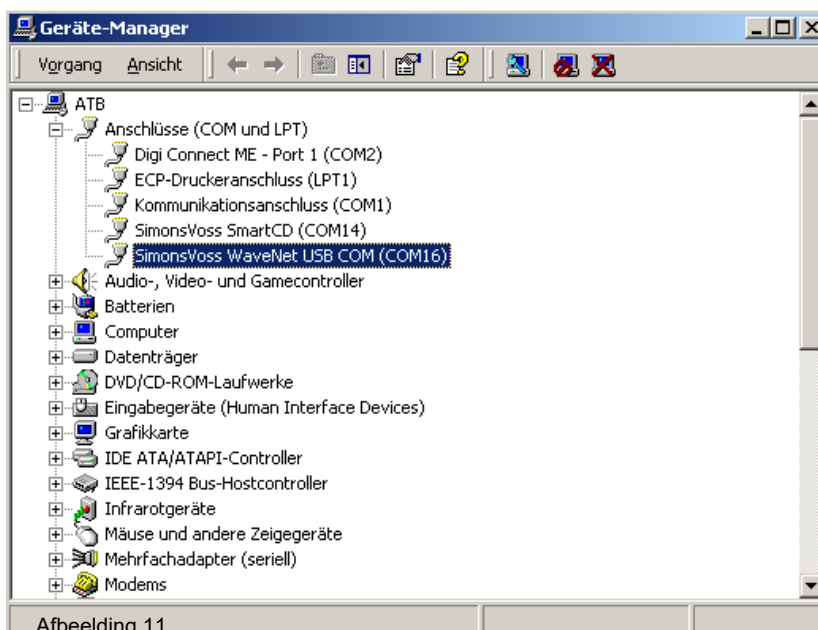 Geräte-Manager
Vorgang Ansicht
ATB
Anschlüsse (COM und LPT)
Digi Connect ME - Port 1 (COM2)
ECP-Druckeranschluss (LPT1)
Kommunikationsanschluss (COM1)
SimonsVoss SmartCD (COM14)
SimonsVoss WaveNet USB COM (COM16)
Audio-, Video- und Gamecontroller
Batterien
Computer
Datenträger
DVD/CD-ROM-Laufwerke
Eingabegeräte (Human Interface Devices)
Grafikkarte
IDE ATA/ATAPI-Controller
IEEE-1394 Bus-Hostcontroller
Infrarotgeräte
Mäuse und andere Zeigegeräte
Mehrfachadapter (seriell)
Modems
Afbeelding 11